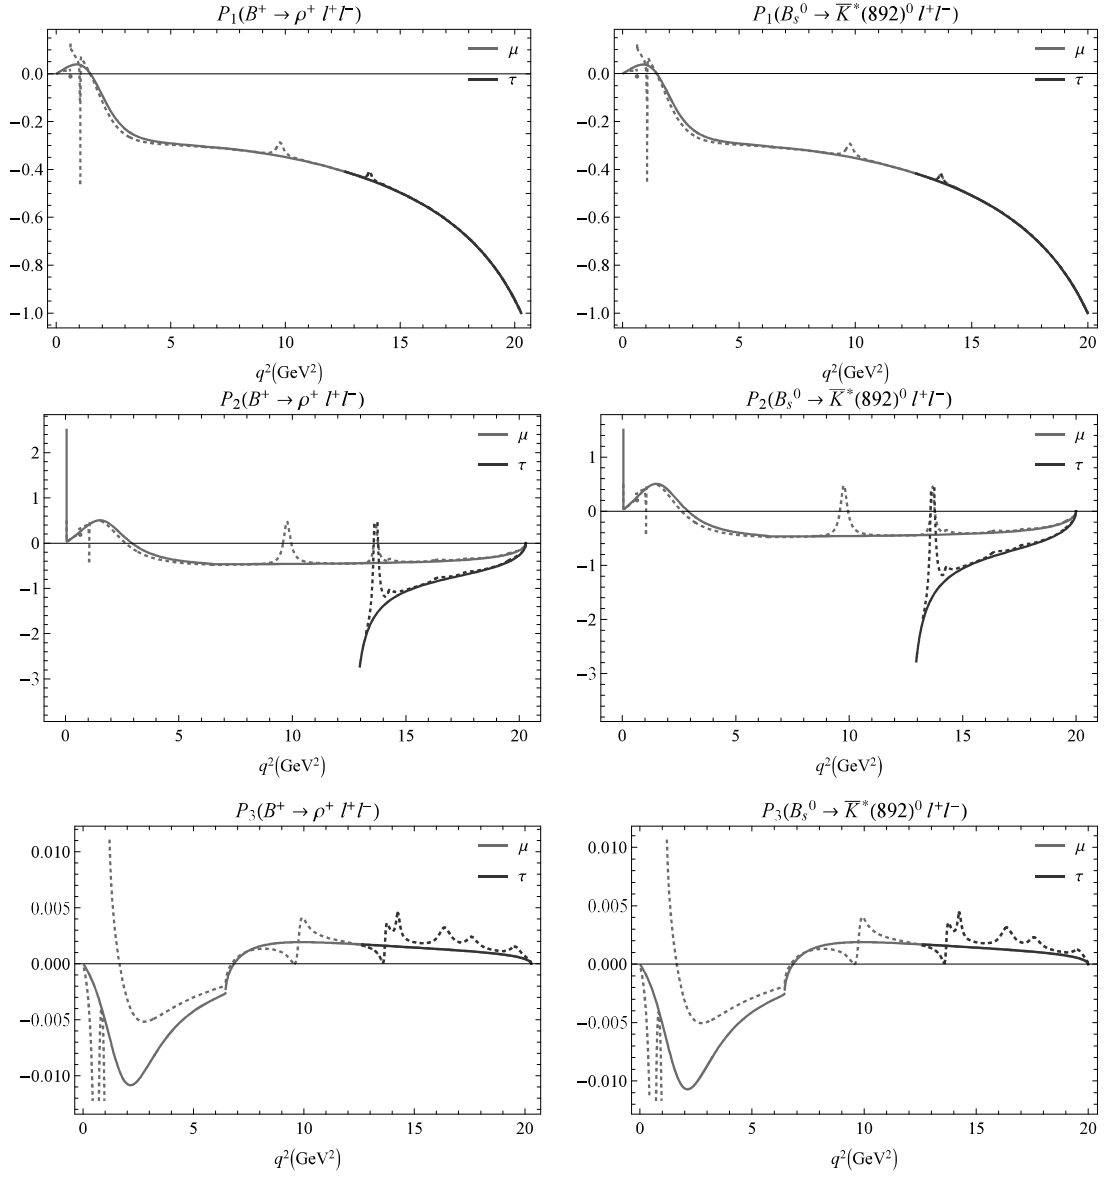 P₁(B⁺ → ρ⁺ l⁺l⁻)
μ
τ
0.0
−0.2
−0.4
−0.6
−0.8
−1.0
0 5 10 15 20
q²(GeV²)
P₁(Bₛ⁰ → K̅*(892)⁰ l⁺l⁻)
μ
τ
0.0
−0.2
−0.4
−0.6
−0.8
−1.0
0 5 10 15 20
q²(GeV²)
P₂(B⁺ → ρ⁺ l⁺l⁻)
μ
τ
2
1
0
−1
−2
−3
0 5 10 15 20
q²(GeV²)
P₂(Bₛ⁰ → K̅*(892)⁰ l⁺l⁻)
μ
τ
1
0
−1
−2
−3
0 5 10 15 20
q²(GeV²)
P₃(B⁺ → ρ⁺ l⁺l⁻)
μ
τ
0.010
0.005
0.000
−0.005
−0.010
0 5 10 15 20
q²(GeV²)
P₃(Bₛ⁰ → K̅*(892)⁰ l⁺l⁻)
μ
τ
0.010
0.005
0.000
−0.005
−0.010
0 5 10 15 20
q²(GeV²)